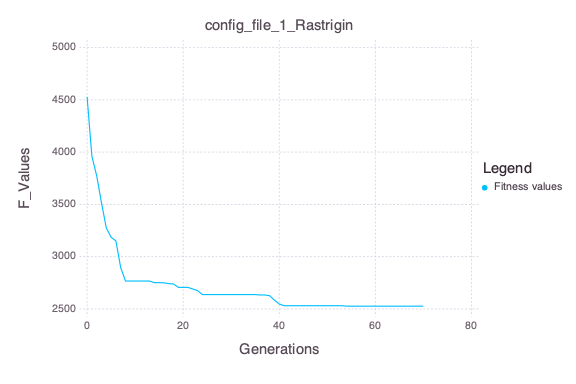 config_file_1_Rastrigin
5000
4500
4000
3500
3000
2500
F_Values
0
20
40
60
80
Generations
Legend
Fitness values